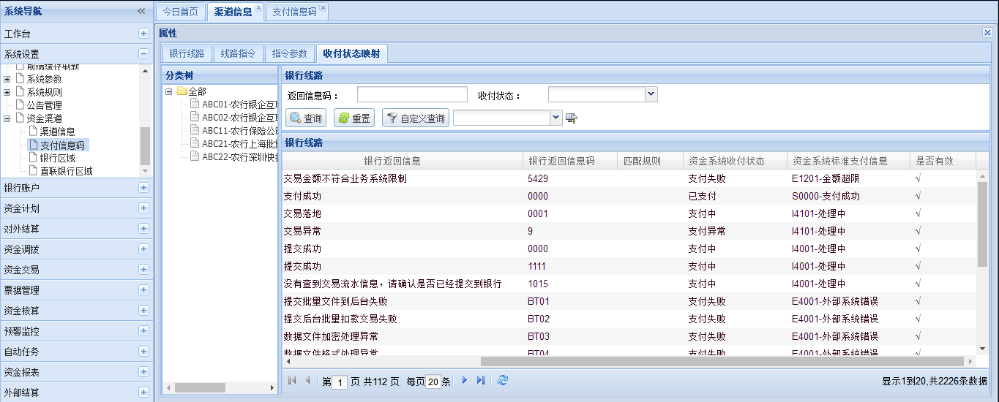 系统导航
工作台
系统设置
前端缓存刷新
系统参数
系统规则
公告管理
资金渠道
渠道信息
支付信息码
银行区域
直联银行区域
银行账户
资金计划
对外结算
资金调拨
资金交易
票据管理
资金核算
预警监控
自动任务
资金报表
外部结算
今日首页 渠道信息 支付信息码
属性
银行线路 线路指令 指令参数 收付状态映射
分类树
全部
ABC01-农行银企互联
ABC02-农行银企互联
ABC11-农行保险公司
ABC21-农行上海批量
ABC22-农行深圳快捷
银行线路
返回信息码： 收付状态：
查询 重置 自定义查询
银行线路
银行返回信息 银行返回信息码 匹配规则 资金系统收付状态 资金系统标准支付信息 是否有效
交易金额不符合业务系统限制 5429 支付失败 E1201-金额超限 √
支付成功 0000 已支付 S0000-支付成功 √
交易落地 0001 支付中 I4101-处理中 √
交易异常 9 支付异常 I4101-处理中 √
提交成功 0000 支付中 I4001-处理中 √
提交成功 1111 支付中 I4001-处理中 √
没有查到交易流水信息，请确认是否已经提交到银行 1015 支付中 I4001-处理中 √
提交批量文件到后台失败 BT01 支付失败 E4001-外部系统错误 √
提交后台批量扣款交易失败 BT02 支付失败 E4001-外部系统错误 √
数据文件加密处理异常 BT03 支付失败 E4001-外部系统错误 √
数据文件格式处理异常 BT04 支付失败 E4001-外部系统错误 √
第 1 页 共112 页 每页 20 条 显示1到20,共2226条数据